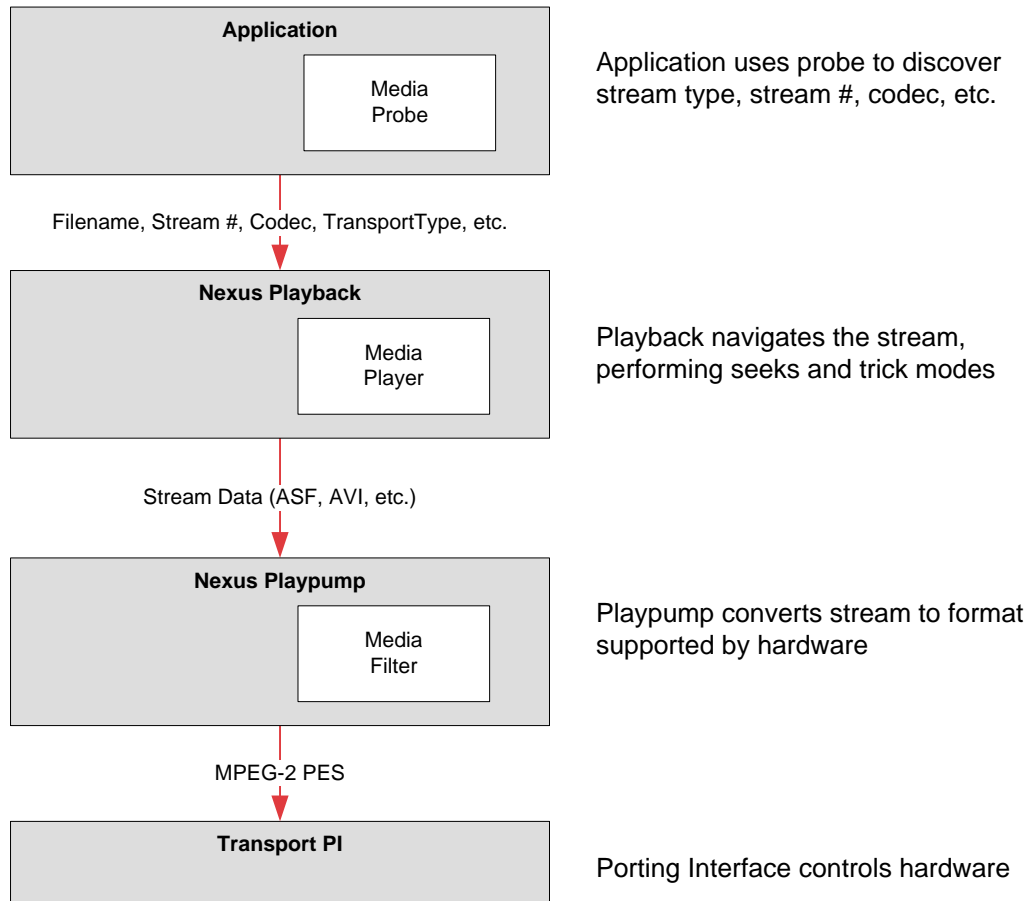 Application
Media
Probe
Application uses probe to discover
stream type, stream #, codec, etc.
Filename, Stream #, Codec, TransportType, etc.
Nexus Playback
Media
Player
Playback navigates the stream,
performing seeks and trick modes
Stream Data (ASF, AVI, etc.)
Nexus Playpump
Media
Filter
Playpump converts stream to format
supported by hardware
MPEG-2 PES
Transport PI
Porting Interface controls hardware